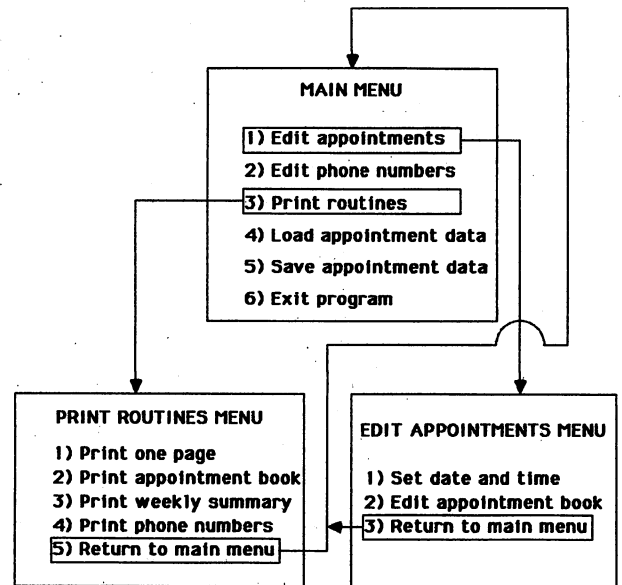 MAIN MENU
1) Edit appointments
2) Edit phone numbers
3) Print routines
4) Load appointment data
5) Save appointment data
6) Exit program
PRINT ROUTINES MENU
1) Print one page
2) Print appointment book
3) Print weekly summary
4) Print phone numbers
5) Return to main menu
EDIT APPOINTMENTS MENU
1) Set date and time
2) Edit appointment book
3) Return to main menu